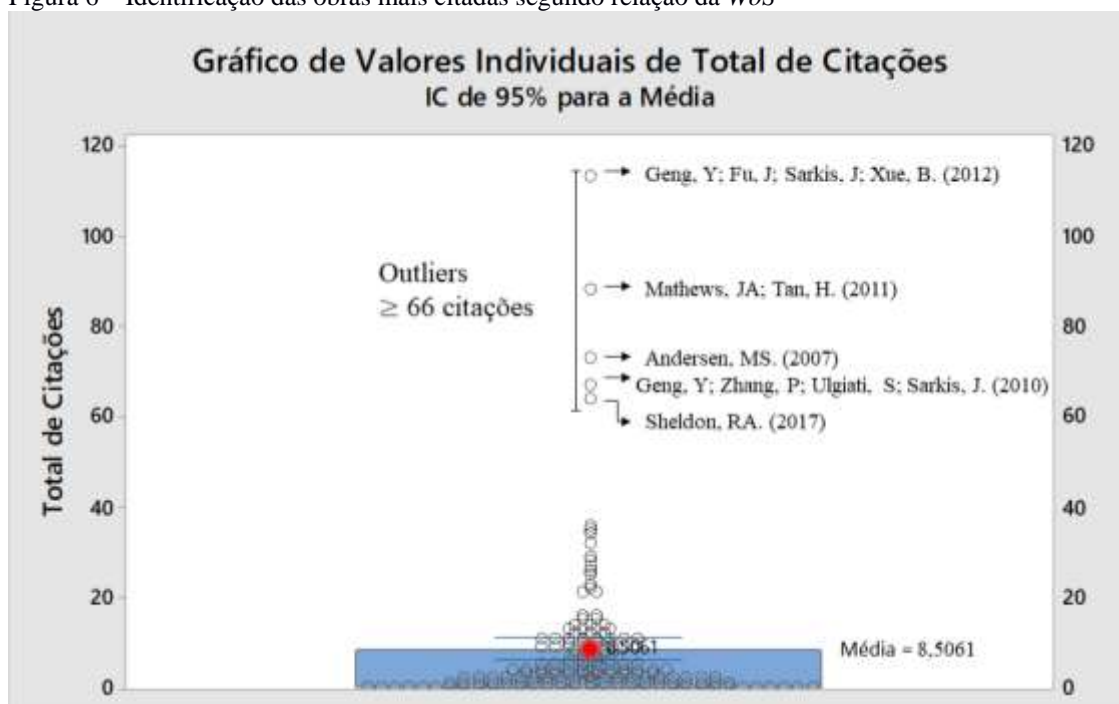 Figura 6 – Identificação das obras mais citadas segundo relação da WbS
Gráfico de Valores Individuais de Total de Citações
IC de 95% para a Média
Total de Citações
120
100
80
60
40
20
0
Outliers
≥ 66 citações
Geng, Y; Fu, J; Sarkis, J; Xue, B. (2012)
Mathews, JA; Tan, H. (2011)
Andersen, MS. (2007)
Geng, Y; Zhang, P; Ulgiati, S; Sarkis, J. (2010)
Sheldon, RA. (2017)
8,5061
Média = 8,5061
120
100
80
60
40
20
0